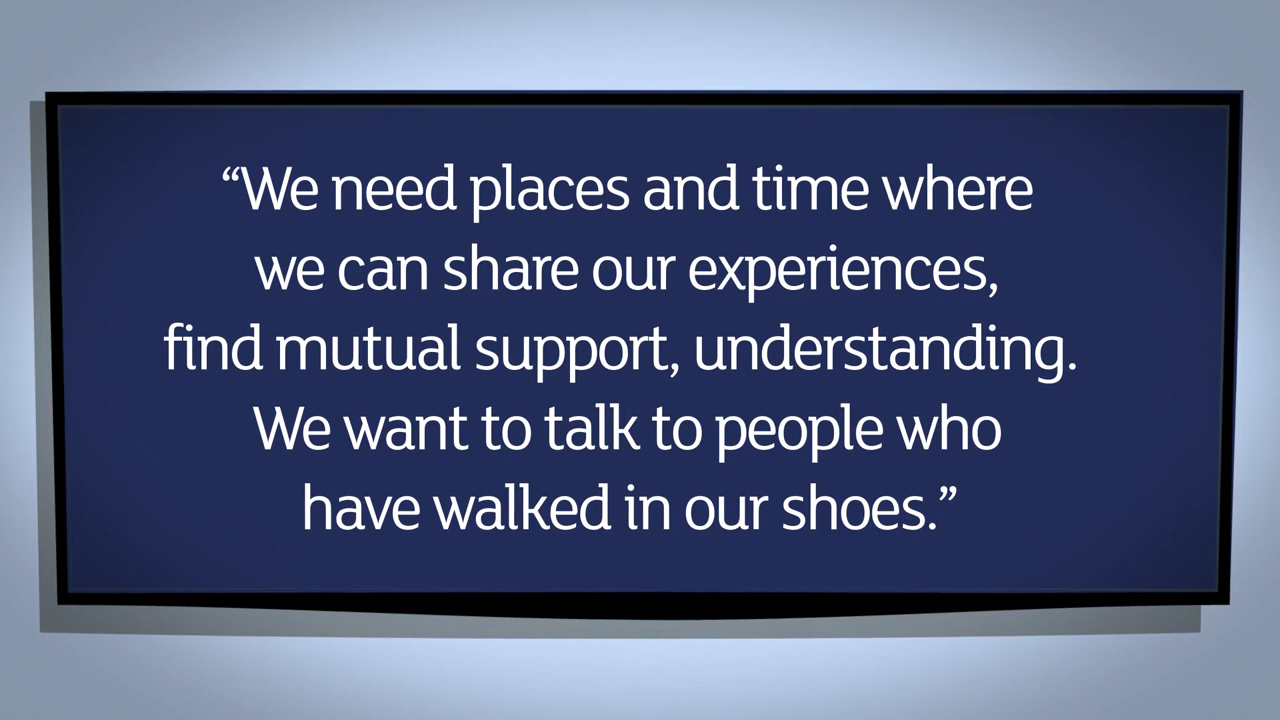 “We need places and time where
we can share our experiences,
find mutual support, understanding.
We want to talk to people who
have walked in our shoes.”